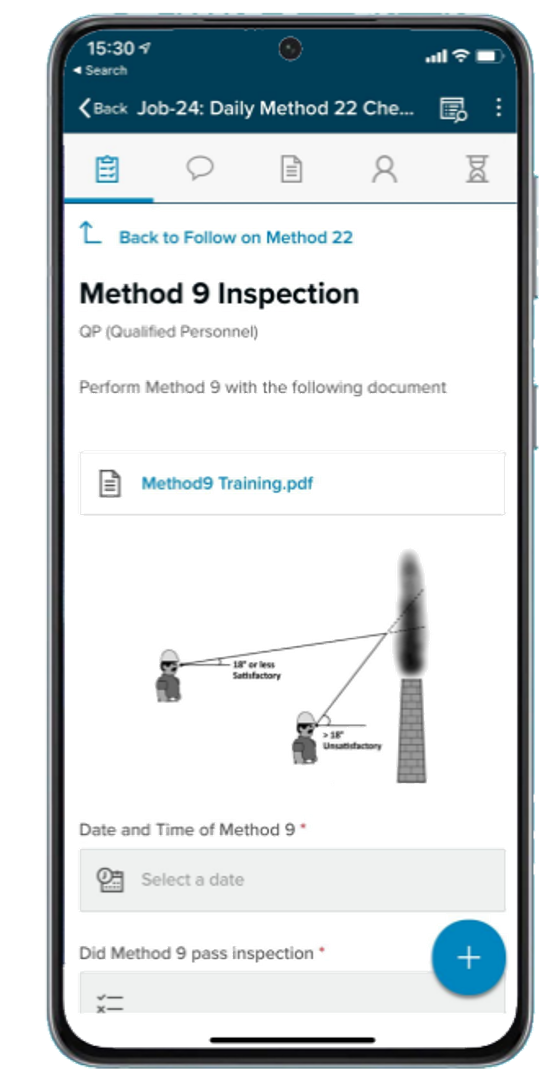 15:30
Search
Back Job-24: Daily Method 22 Che...
Back to Follow on Method 22
Method 9 Inspection
QP (Qualified Personnel)
Perform Method 9 with the following document
Method9 Training.pdf
18° or less
Satisfactory
> 18°
Unsatisfactory
Date and Time of Method 9 *
Select a date
Did Method 9 pass inspection *